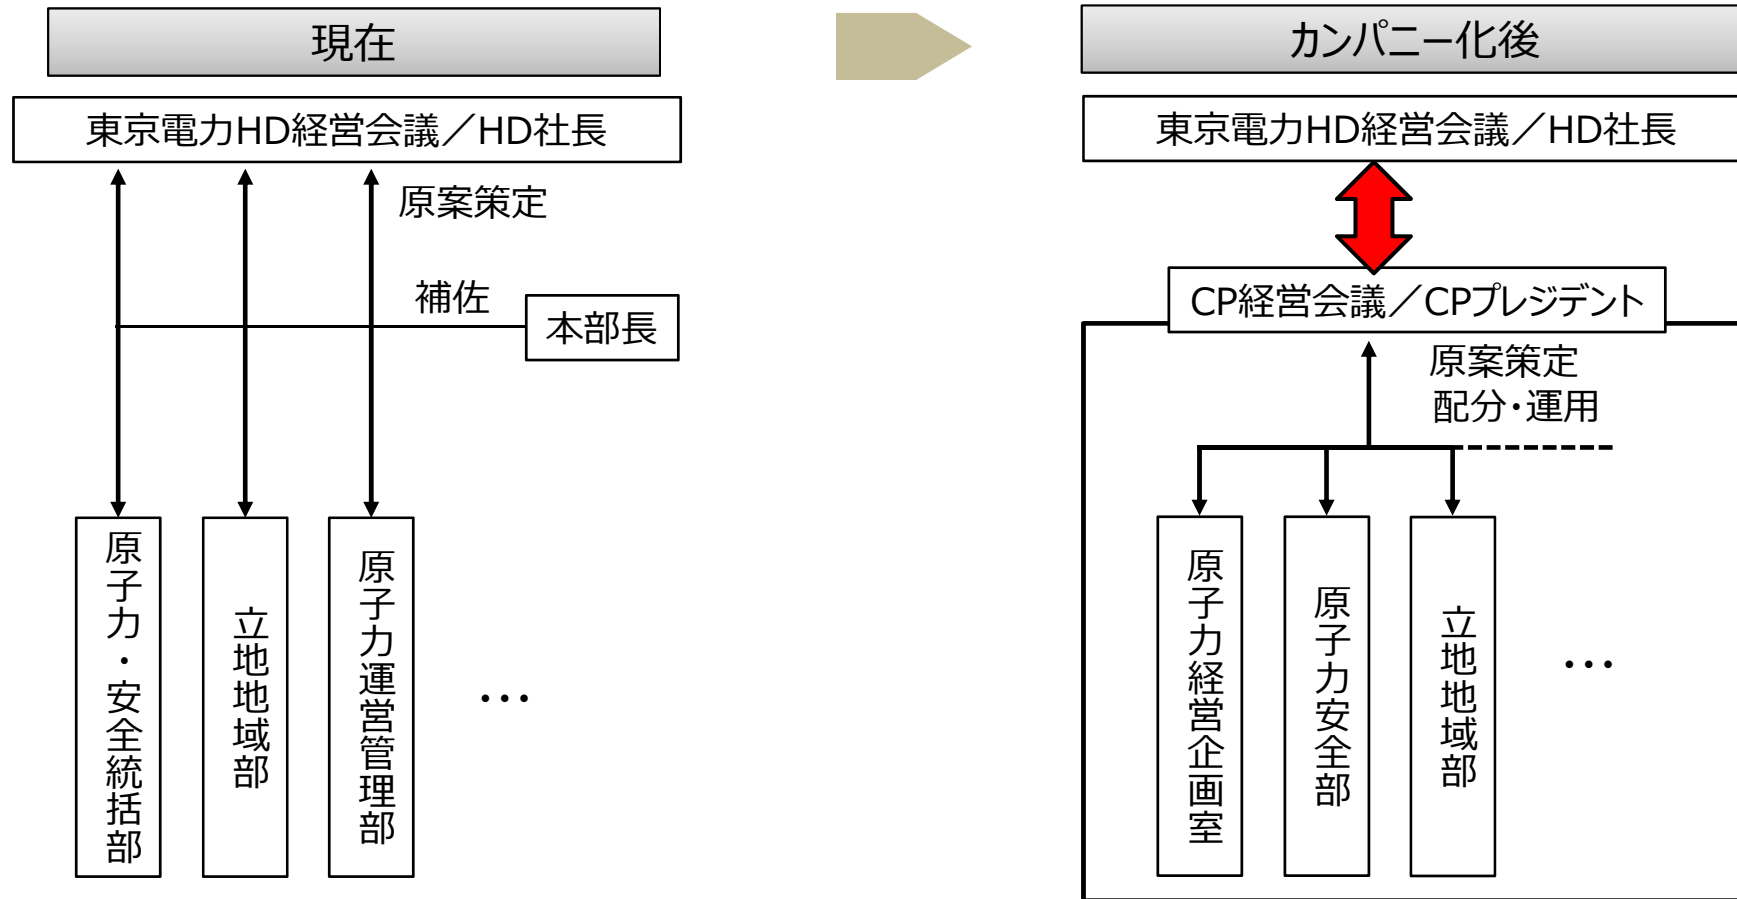 現在
東京電力HD経営会議／HD社長
原案策定
補佐
本部長
原子力・安全統括部
立地地域部
原子力運営管理部
…
カンパニー化後
東京電力HD経営会議／HD社長
CP経営会議／CPプレジデント
原案策定
配分・運用
原子力経営企画室
原子力安全部
立地地域部
…